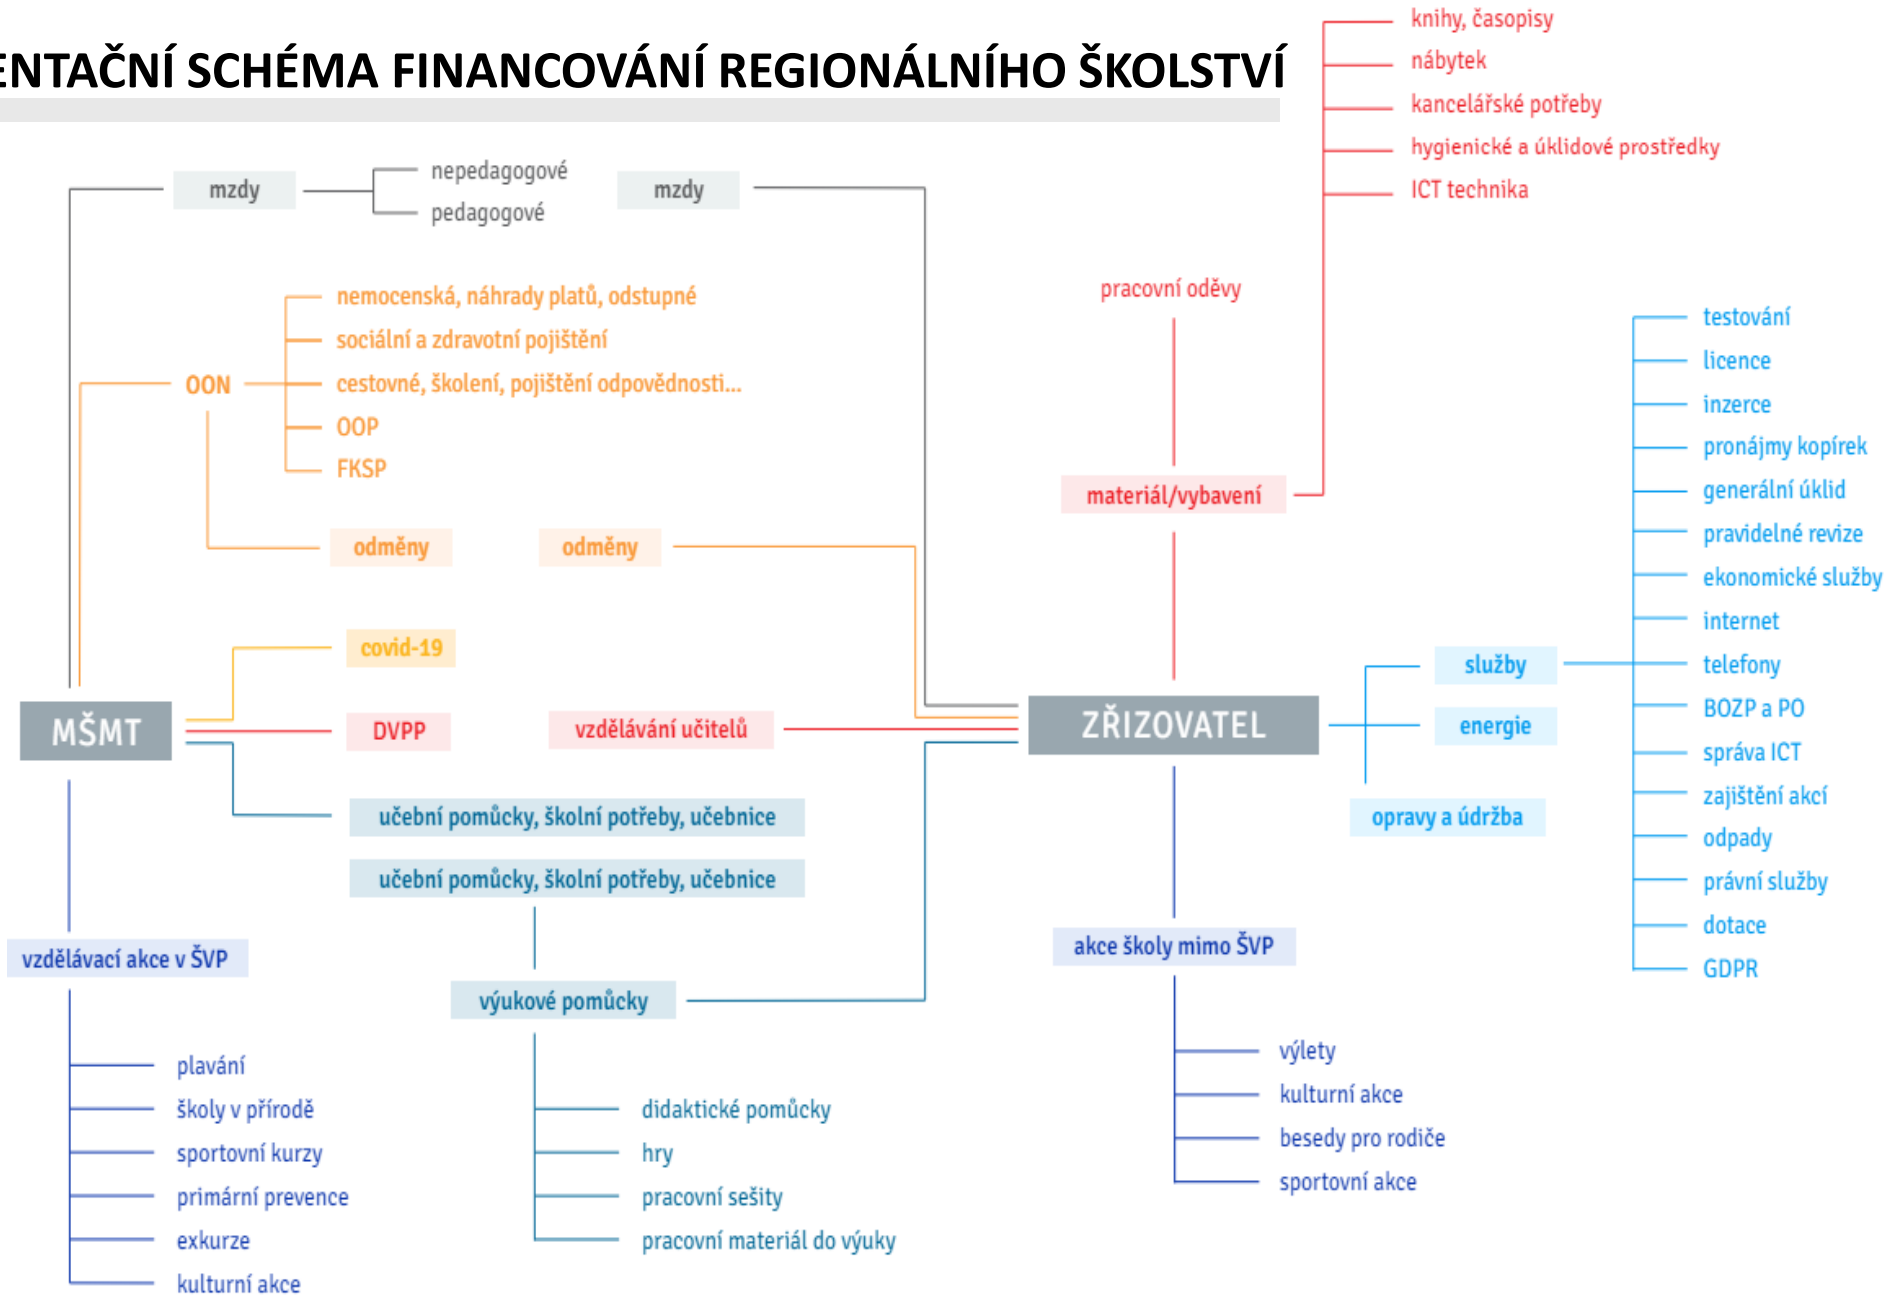 ENTAČNÍ SCHÉMA FINANCOVÁNÍ REGIONÁLNÍHO ŠKOLSTVÍ
knihy, časopisy
nábytek
kancelářské potřeby
hygienické a úklidové prostředky
ICT technika
mzdy
nepedagogové
pedagogové
mzdy
nemocenská, náhrady platů, odstupné
sociální a zdravotní pojištění
OON
cestovné, školení, pojištění odpovědnosti...
OOP
FKSP
odměny
odměny
pracovní oděvy
materiál/vybavení
covid-19
MŠMT
DVPP
vzdělávání učitelů
ZŘIZOVATEL
učební pomůcky, školní potřeby, učebnice
učební pomůcky, školní potřeby, učebnice
služby
energie
opravy a údržba
testování
licence
inzerce
pronájmy kopírek
generální úklid
pravidelné revize
ekonomické služby
internet
telefony
BOZP a PO
správa ICT
zajištění akcí
odpady
právní služby
dotace
GDPR
vzdělávací akce v ŠVP
plavání
školy v přírodě
sportovní kurzy
primární prevence
exkurze
kulturní akce
výukové pomůcky
didaktické pomůcky
hry
pracovní sešity
pracovní materiál do výuky
akce školy mimo ŠVP
výlety
kulturní akce
besedy pro rodiče
sportovní akce